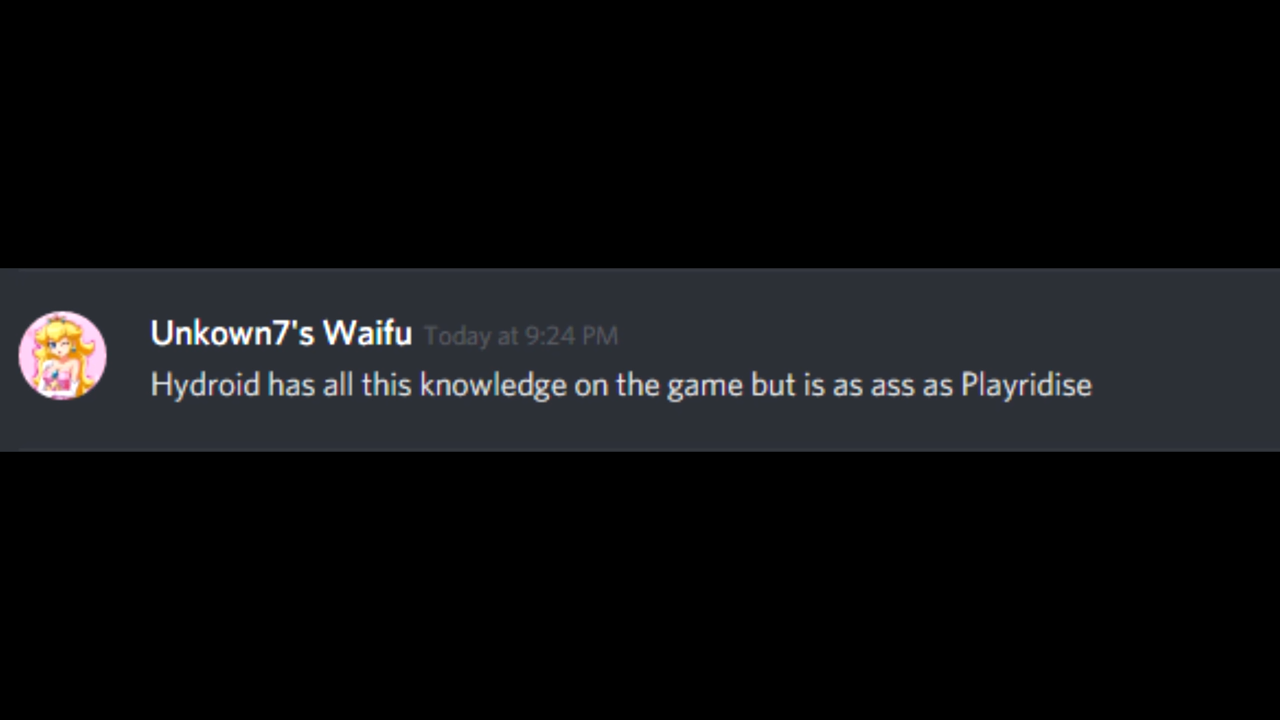 Unkown7's Waifu Today at 9:24 PM
Hydroid has all this knowledge on the game but is as ass as Playridise